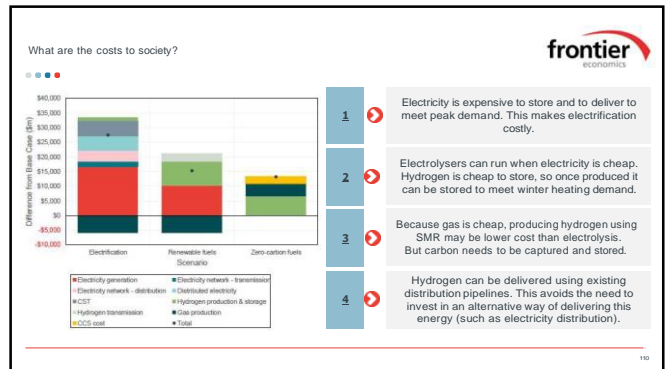 What are the costs to society?
frontier
economics
$40,000
$35,000
$30,000
$25,000
$20,000
$15,000
$10,000
$5,000
$0
-$5,000
-$10,000
Difference from Base Case ($m)
Electrification
Renewable fuels
Zero-carbon fuels
Scenario
Electricity generation
Electricity network - transmission
Electricity network - distribution
Distributed electricity
CST
Hydrogen production & storage
Hydrogen transmission
Gas production
CCS cost
Total
1
Electricity is expensive to store and to deliver to
meet peak demand. This makes electrification
costly.
2
Electrolysers can run when electricity is cheap.
Hydrogen is cheap to store, so once produced it
can be stored to meet winter heating demand.
3
Because gas is cheap, producing hydrogen using
SMR may be lower cost than electrolysis.
But carbon needs to be captured and stored.
4
Hydrogen can be delivered using existing
distribution pipelines. This avoids the need to
invest in an alternative way of delivering this
energy (such as electricity distribution).
110